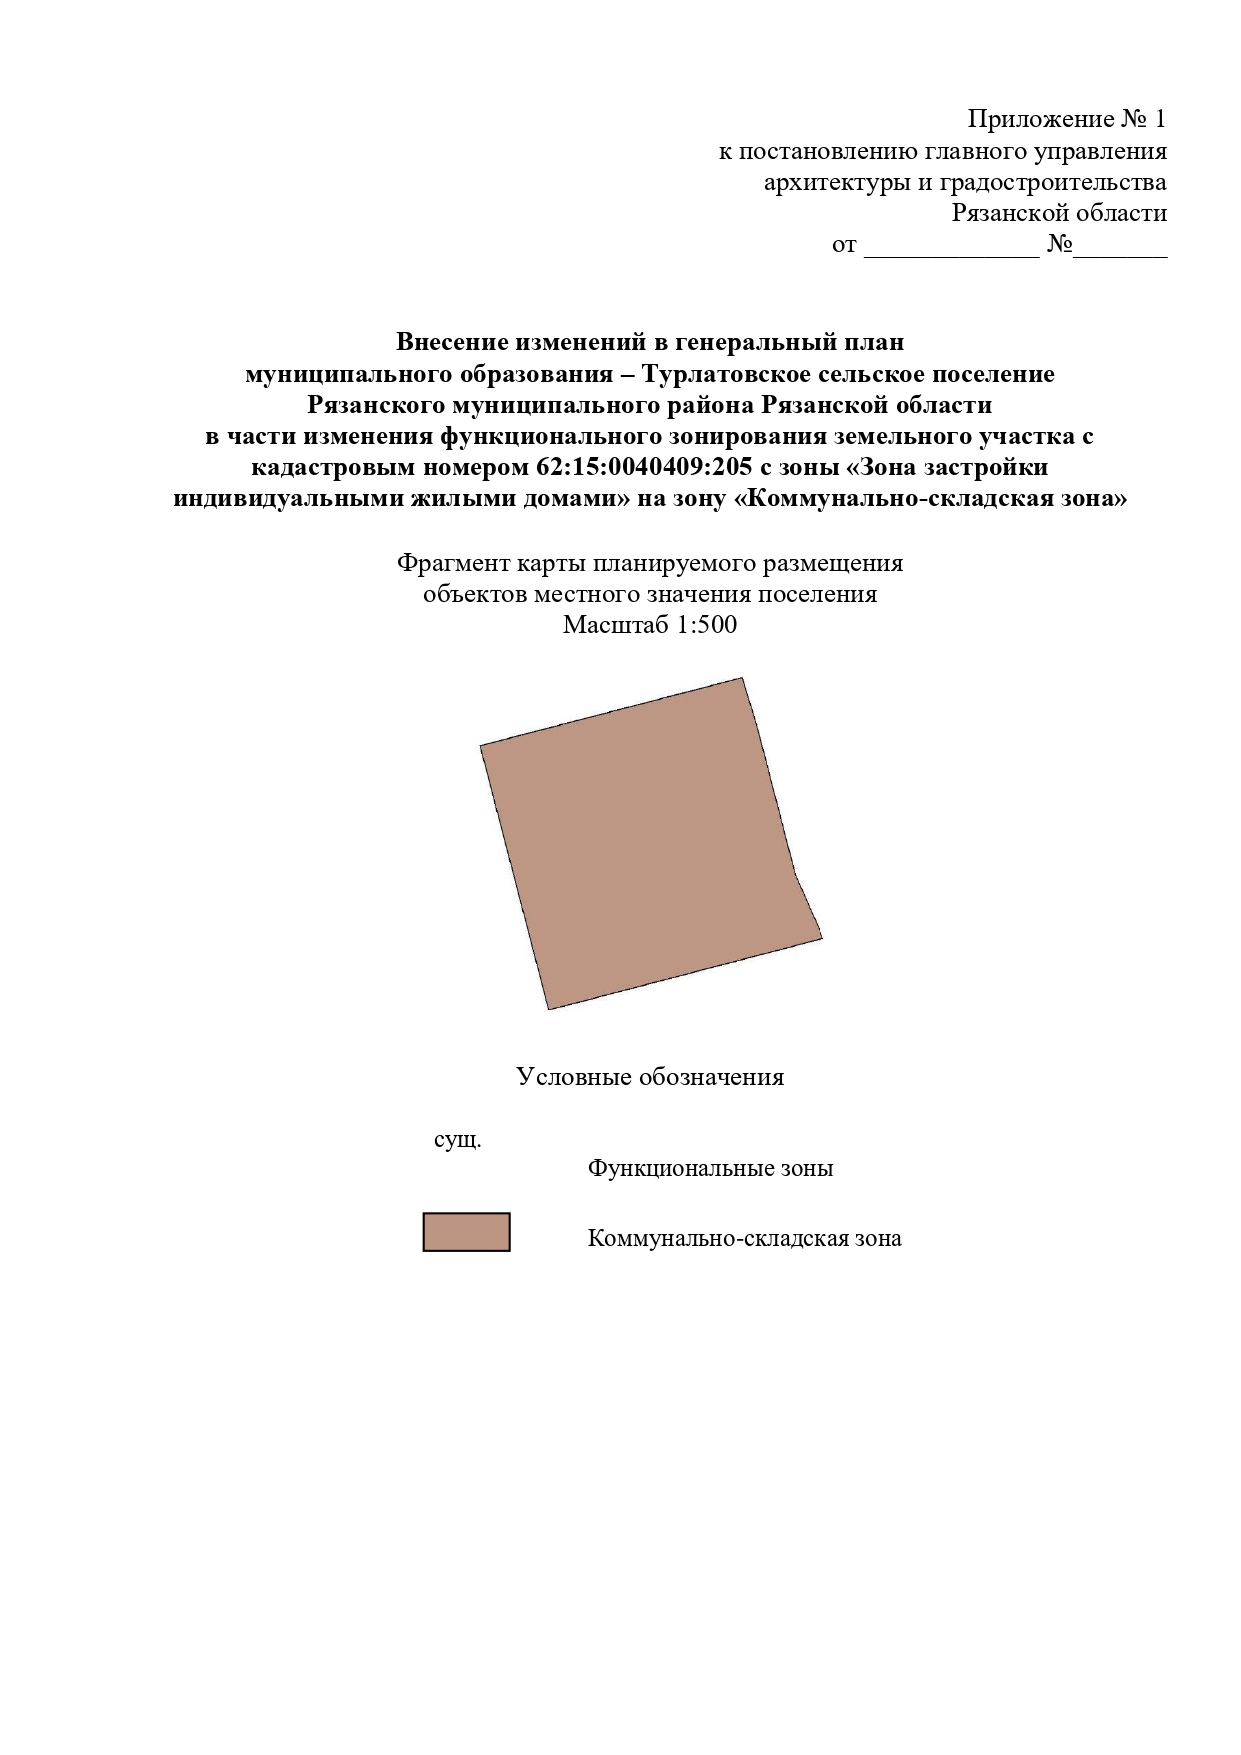 Приложение № 1
к постановлению главного управления
архитектуры и градостроительства
Рязанской области
от _____________ №_______
Внесение изменений в генеральный план
муниципального образования – Турлатовское сельское поселение
Рязанского муниципального района Рязанской области
в части изменения функционального зонирования земельного участка с
кадастровым номером 62:15:0040409:205 с зоны «Зона застройки
индивидуальными жилыми домами» на зону «Коммунально-складская зона»
Фрагмент карты планируемого размещения
объектов местного значения поселения
Масштаб 1:500
Условные обозначения
сущ.
Функциональные зоны
Коммунально-складская зона